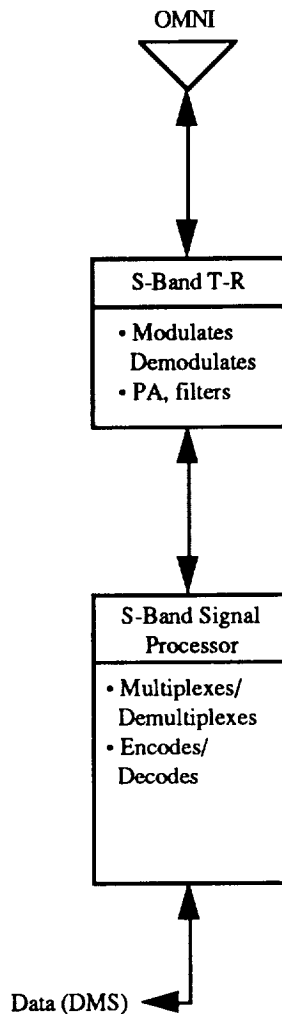 OMNI
S-Band T-R
• Modulates
Demodulates
• PA, filters
S-Band Signal
Processor
• Multiplexes/
Demultiplexes
• Encodes/
Decodes
Data (DMS)